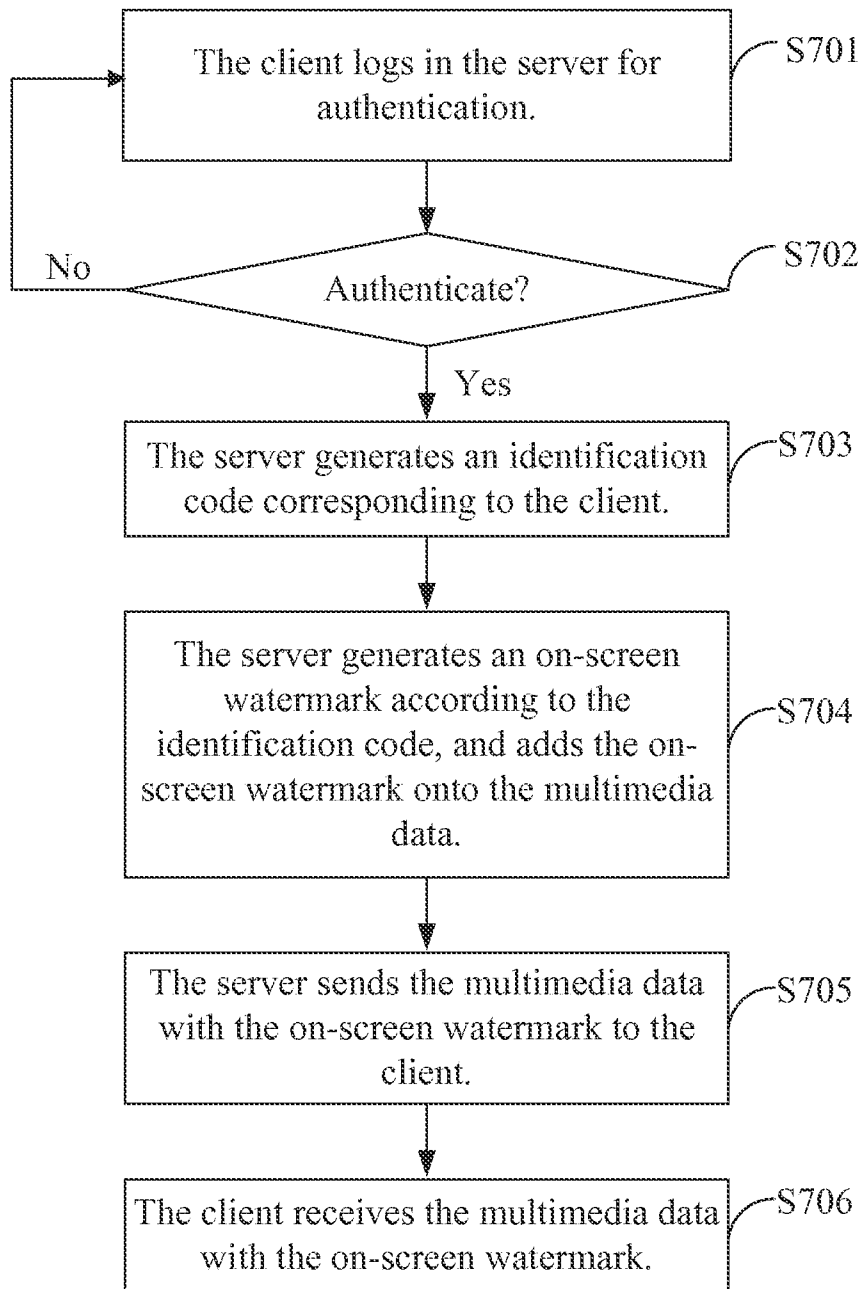 The client logs in the server for
authentication.
S701
Authenticate?
S702
No
Yes
The server generates an identification
code corresponding to the client.
S703
The server generates an on-screen
watermark according to the
identification code, and adds the on-
screen watermark onto the multimedia
data.
S704
The server sends the multimedia data
with the on-screen watermark to the
client.
S705
The client receives the multimedia data
with the on-screen watermark.
S706